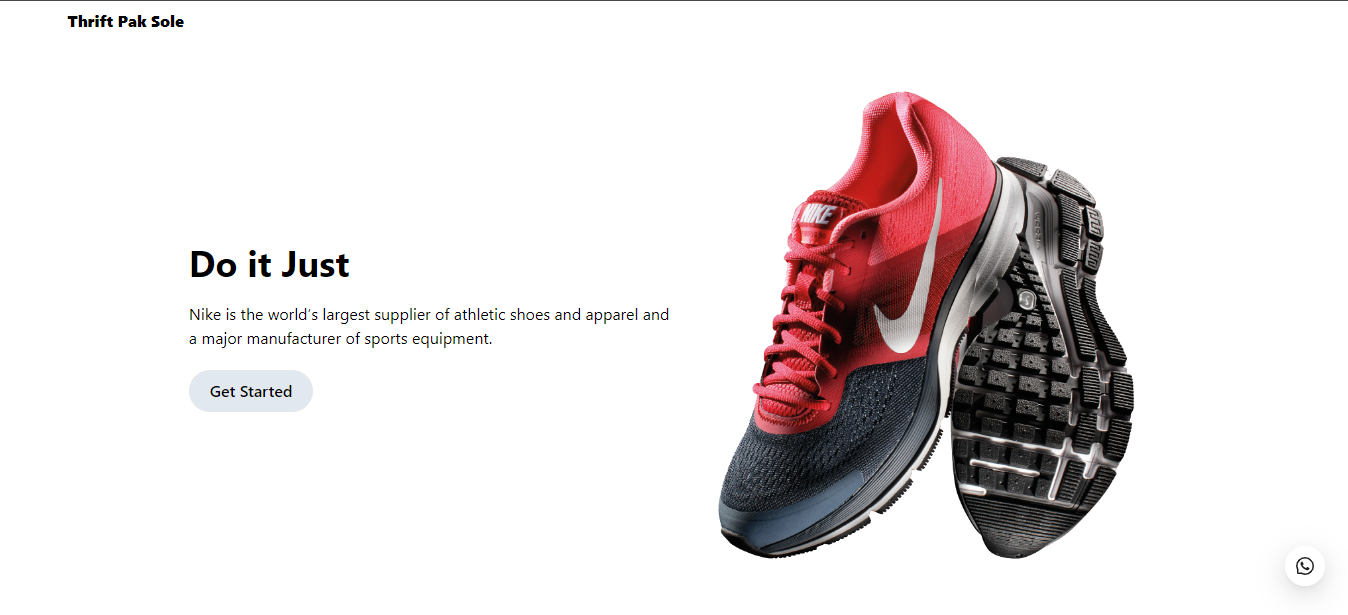 Thrift Pak Sole
Do it Just
Nike is the world's largest supplier of athletic shoes and apparel and
a major manufacturer of sports equipment.
Get Started
NIKE